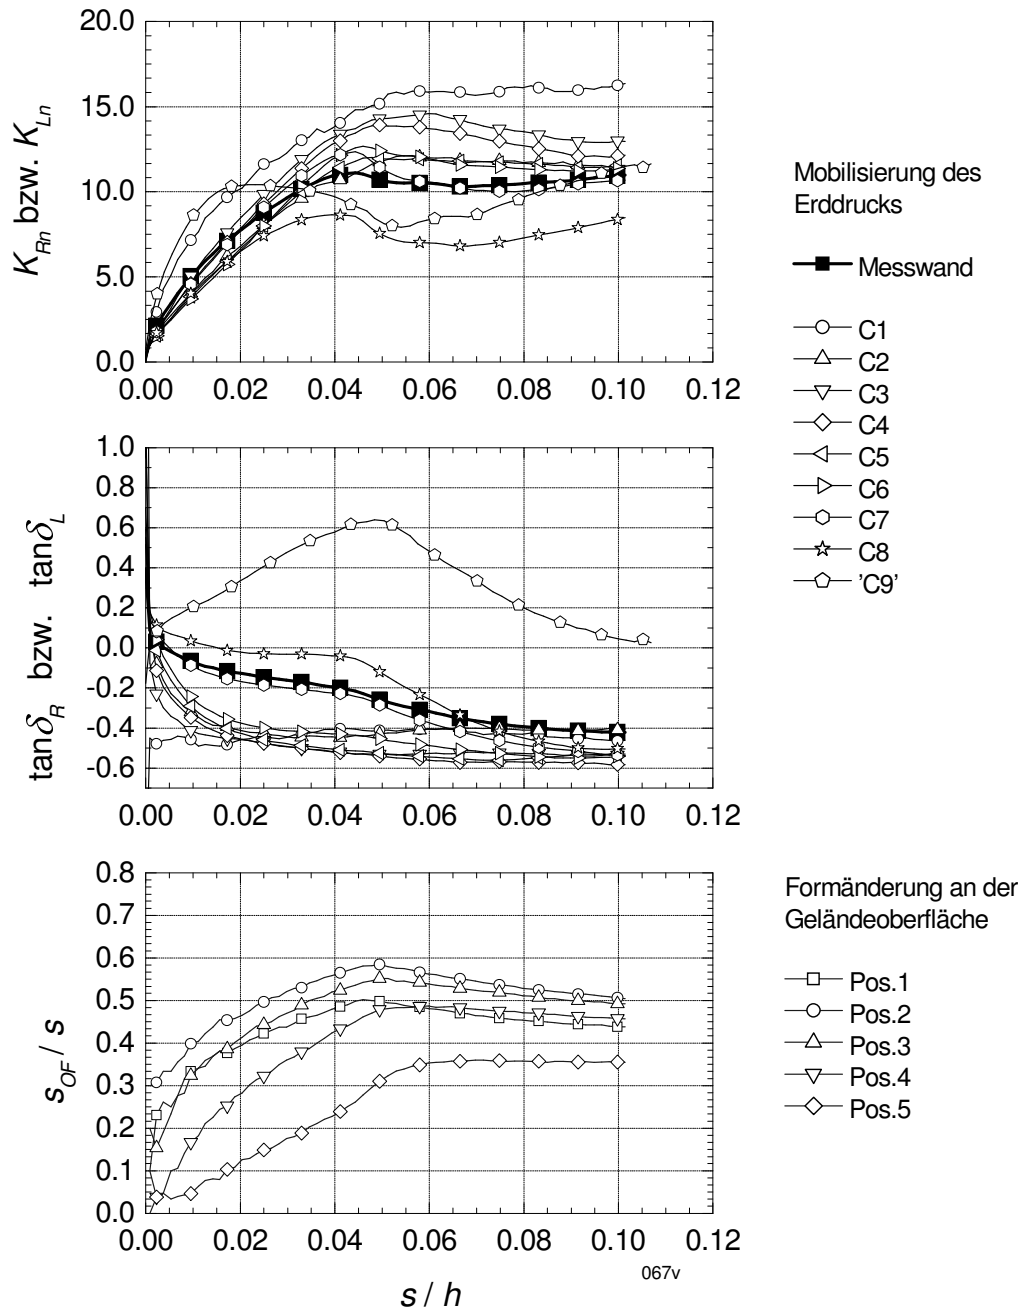 20.0
15.0
10.0
5.0
0.0
K_Rn bzw. K_Ln
0.00 0.02 0.04 0.06 0.08 0.10 0.12
Mobilisierung des
Erddrucks
Messwand
C1
C2
C3
C4
C5
C6
C7
C8
'C9'
1.0
0.8
0.6
0.4
0.2
0.0
-0.2
-0.4
-0.6
tanδ_R bzw. tanδ_L
0.00 0.02 0.04 0.06 0.08 0.10 0.12
0.8
0.7
0.6
0.5
0.4
0.3
0.2
0.1
0.0
s_OF / s
0.00 0.02 0.04 0.06 0.08 0.10 0.12
s / h
067v
Formänderung an der
Geländeoberfläche
Pos.1
Pos.2
Pos.3
Pos.4
Pos.5